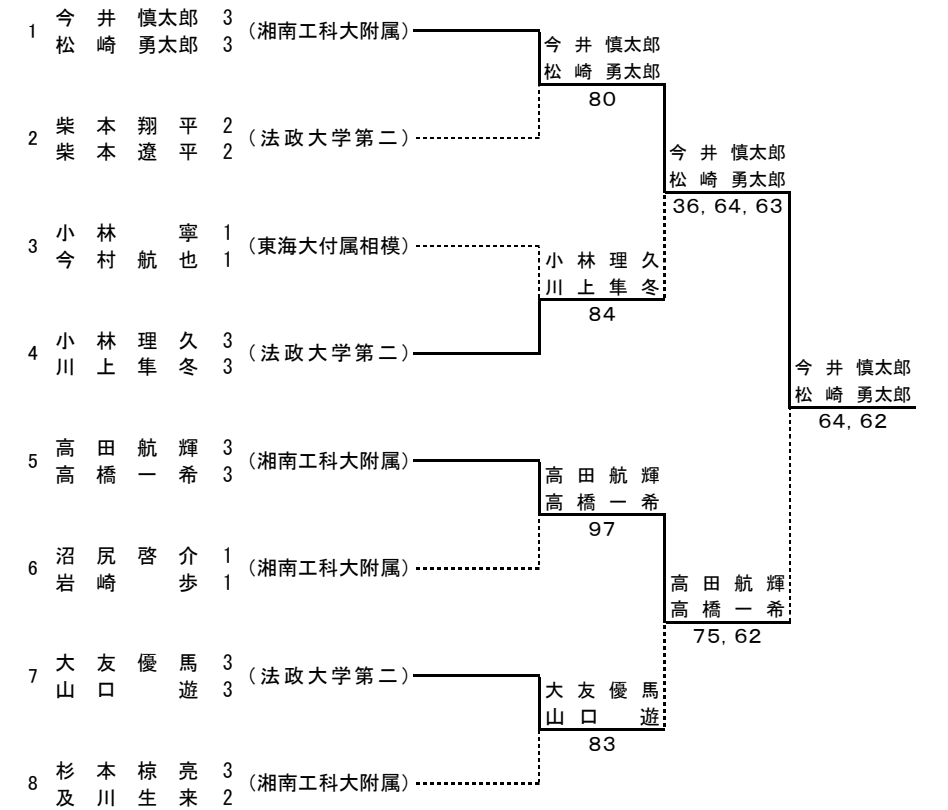 1 今井 慎太郎 3 (湘南工科大附属)
松崎 勇太郎 3
今井 慎太郎
松崎 勇太郎
80
2 柴本翔平 2 (法政大学第二)
柴本遼平 2
今井 慎太郎
松崎 勇太郎
36, 64, 63
3 小林 寧 1 (東海大付属相模)
今村航也 1
小林理久
川上隼冬
84
4 小林理久 3 (法政大学第二)
川上隼冬 3
今井 慎太郎
松崎 勇太郎
64, 62
5 高田航輝 3 (湘南工科大附属)
高橋一希 3
高田航輝
高橋一希
97
6 沼尻啓介 1 (湘南工科大附属)
岩崎 歩 1
高田航輝
高橋一希
75, 62
7 大友優馬 3 (法政大学第二)
山口 遊 3
大友優馬
山口 遊
83
8 杉本椋亮 3 (湘南工科大附属)
及川生来 2